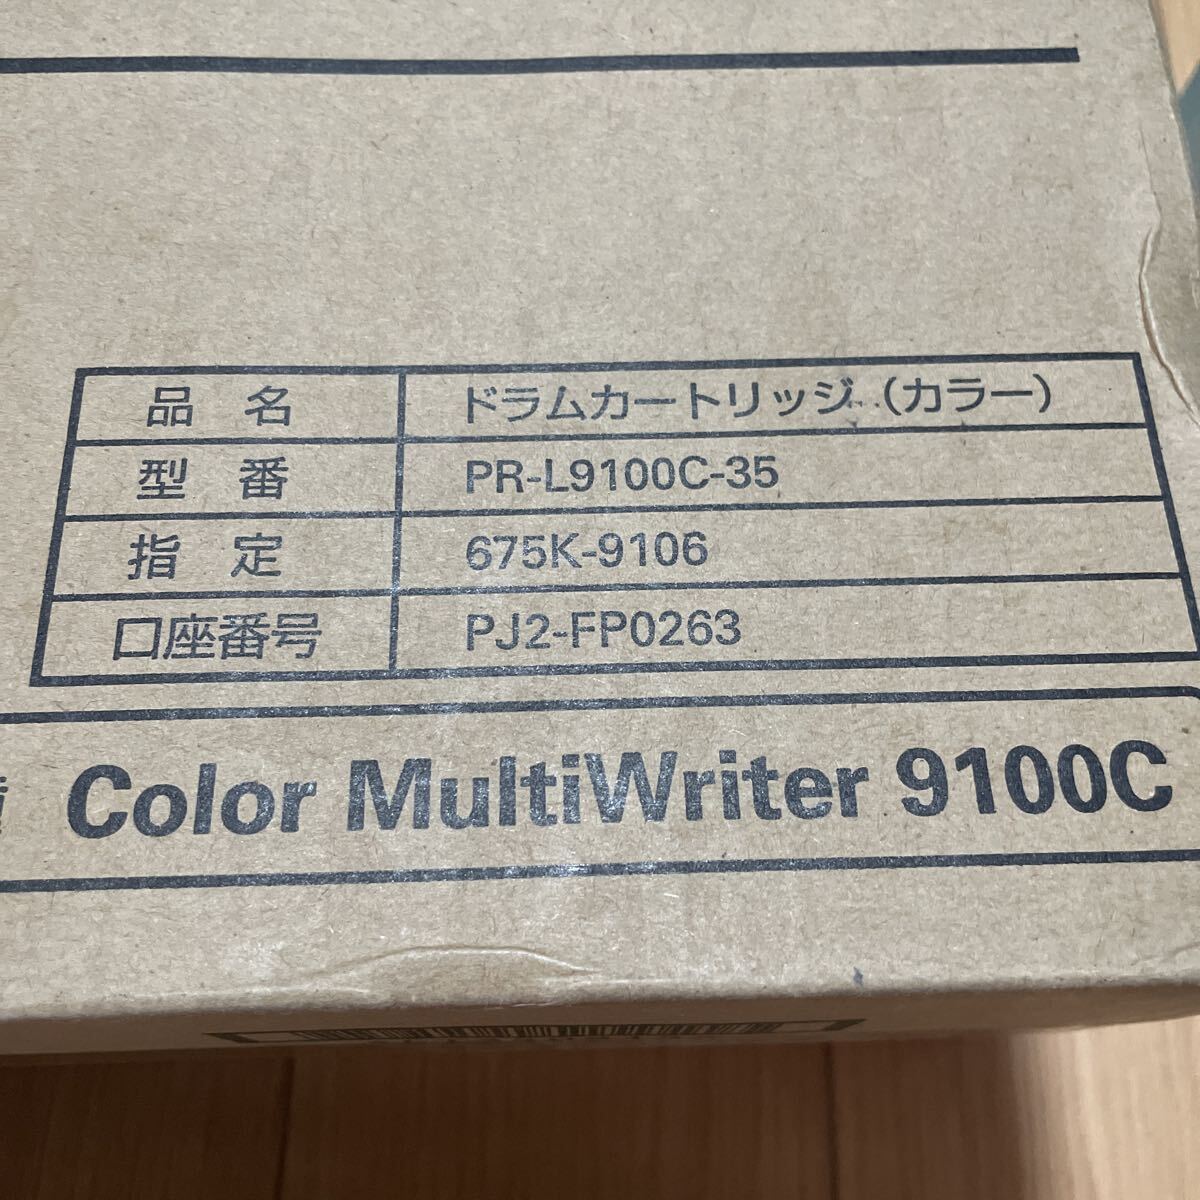 品 名 ドラムカートリッジ（カラー）
型 番 PR-L9100C-35
指 定 675K-9106
口座番号 PJ2-FP0263
Color MultiWriter 9100C